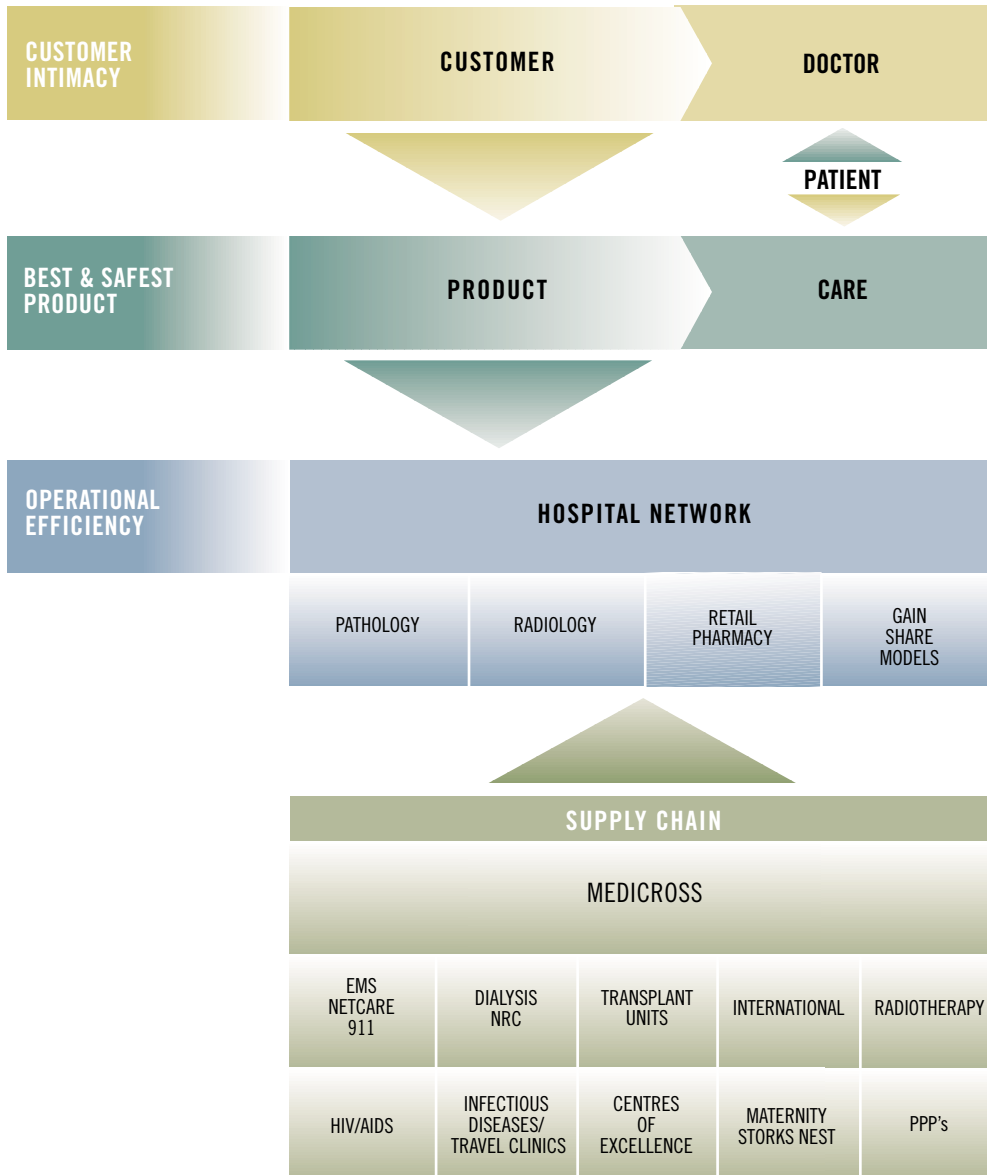 CUSTOMER
INTIMACY
CUSTOMER
DOCTOR
PATIENT
BEST & SAFEST
PRODUCT
PRODUCT
CARE
OPERATIONAL
EFFICIENCY
HOSPITAL NETWORK
PATHOLOGY
RADIOLOGY
RETAIL
PHARMACY
GAIN
SHARE
MODELS
SUPPLY CHAIN
MEDICROSS
EMS
NETCARE
911
DIALYSIS
NRC
TRANSPLANT
UNITS
INTERNATIONAL
RADIOTHERAPY
HIV/AIDS
INFECTIOUS
DISEASES/
TRAVEL CLINICS
CENTRES
OF
EXCELLENCE
MATERNITY
STORKS NEST
PPP's